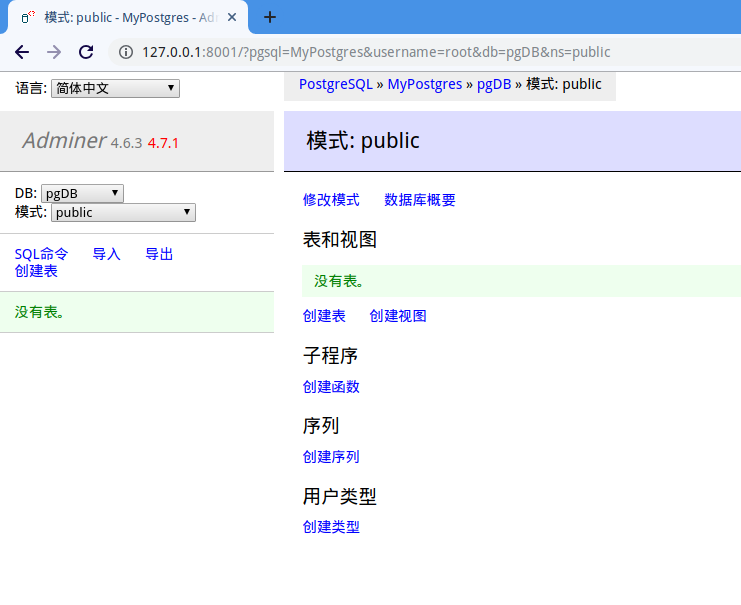 模式: public - MyPostgres - Ad
127.0.0.1:8001/?pgsql=MyPostgres&username=root&db=pgDB&ns=public
语言: 简体中文
PostgreSQL » MyPostgres » pgDB » 模式: public
Adminer 4.6.3 4.7.1
模式: public
DB: pgDB
模式: public
修改模式 数据库概要
表和视图
SQL命令 导入 导出
创建表
没有表。
没有表。
创建表 创建视图
子程序
创建函数
序列
创建序列
用户类型
创建类型